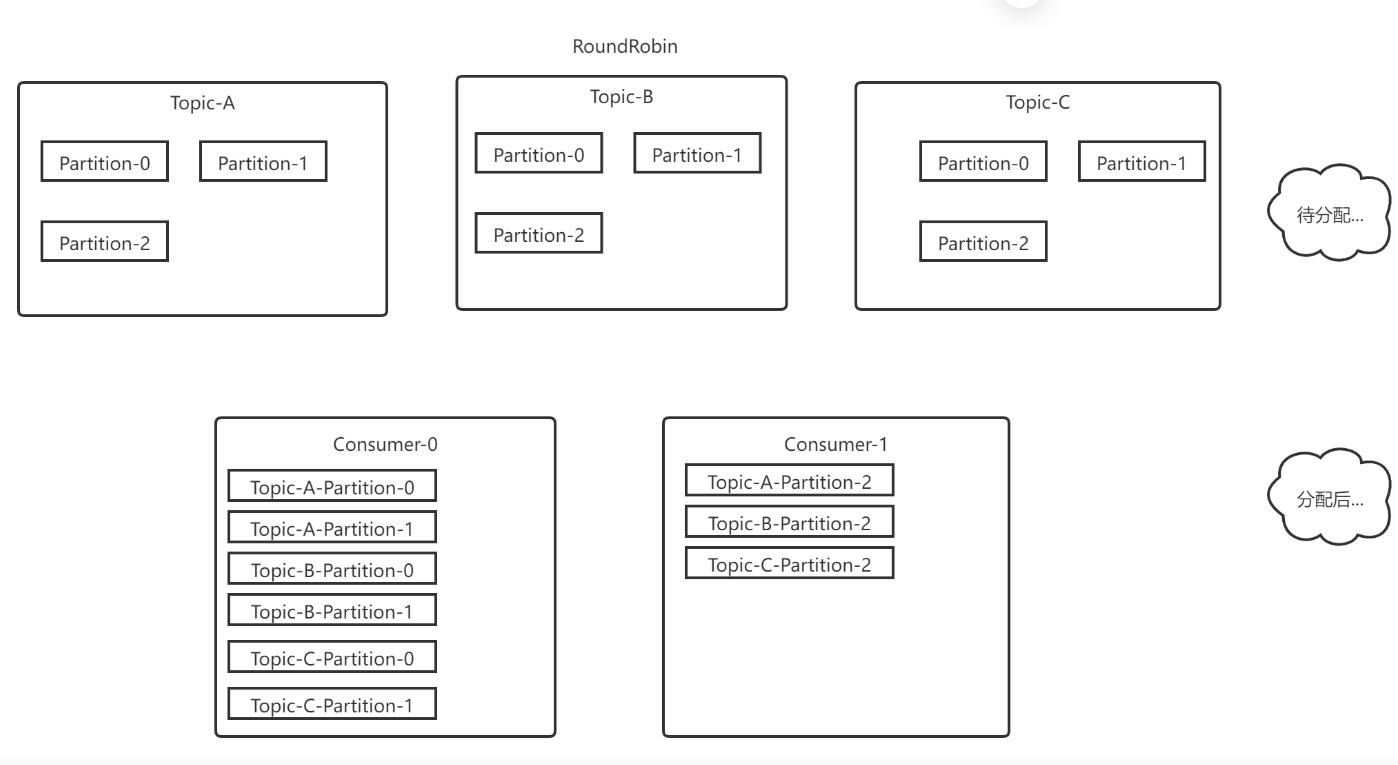 RoundRobin
Topic-A
Partition-0
Partition-1
Partition-2
Topic-B
Partition-0
Partition-1
Partition-2
Topic-C
Partition-0
Partition-1
Partition-2
待分配...
Consumer-0
Topic-A-Partition-0
Topic-A-Partition-1
Topic-B-Partition-0
Topic-B-Partition-1
Topic-C-Partition-0
Topic-C-Partition-1
Consumer-1
Topic-A-Partition-2
Topic-B-Partition-2
Topic-C-Partition-2
分配后...